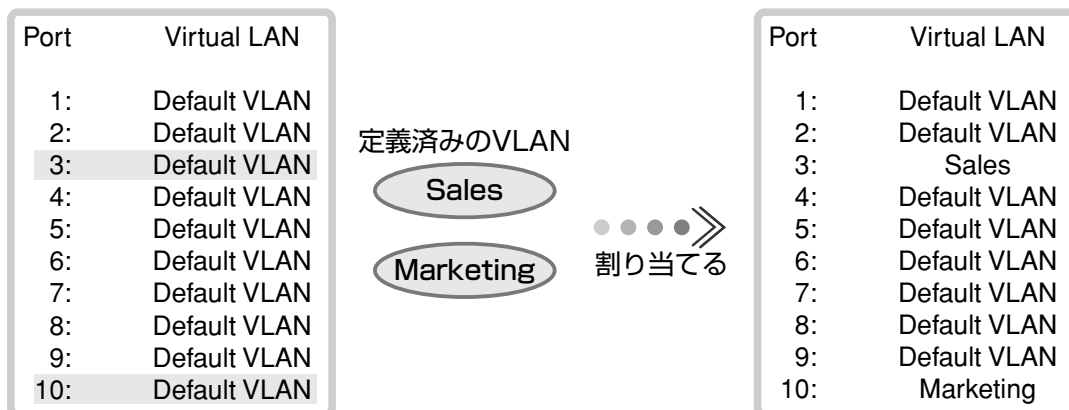 Port Virtual LAN
1: Default VLAN
2: Default VLAN
3: Default VLAN
4: Default VLAN
5: Default VLAN
6: Default VLAN
7: Default VLAN
8: Default VLAN
9: Default VLAN
10: Default VLAN
定義済みのVLAN
Sales
Marketing
割り当てる
Port Virtual LAN
1: Default VLAN
2: Default VLAN
3: Sales
4: Default VLAN
5: Default VLAN
6: Default VLAN
7: Default VLAN
8: Default VLAN
9: Default VLAN
10: Marketing